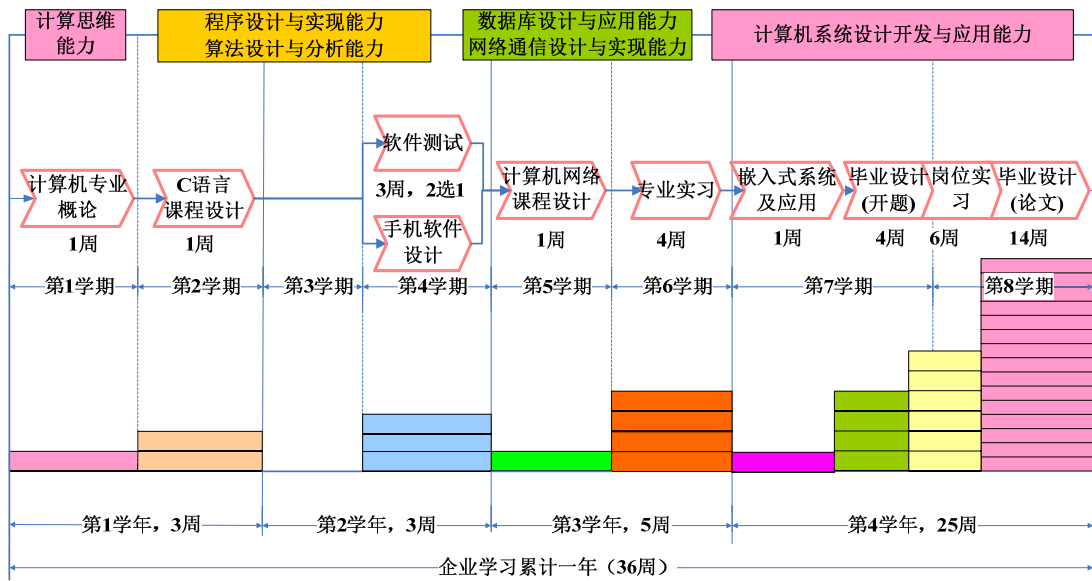 计算思维
能力
程序设计与实现能力
算法设计与分析能力
数据库设计与应用能力
网络通信设计与实现能力
计算机系统设计开发与应用能力
计算机专业
概论
1周
C语言
课程设计
1周
软件测试
3周，2选1
手机软件
设计
计算机网络
课程设计
1周
专业实习
4周
嵌入式系统
及应用
1周
毕业设计
(开题)
4周
岗位实
习
6周
毕业设计
(论文)
14周
第1学期
第2学期
第3学期
第4学期
第5学期
第6学期
第7学期
第8学期
第1学年，3周
第2学年，3周
第3学年，5周
第4学年，25周
企业学习累计一年（36周）